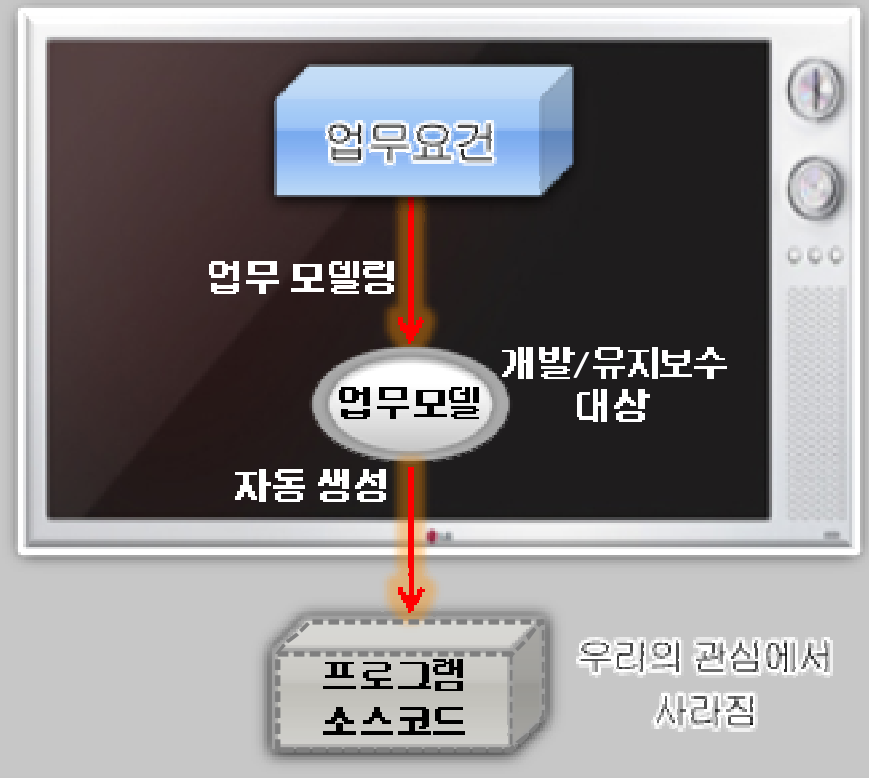 업무요건
업무 모델링
개발/유지보수
대상
업무모델
자동 생성
LG
프로그램
소스코드
우리의 관심에서
사라짐